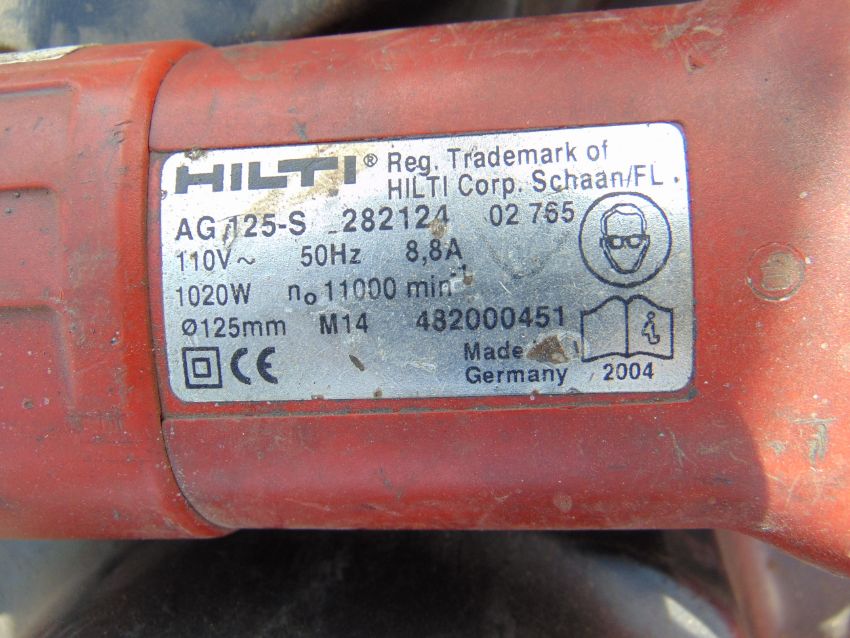 HILTI® Reg. Trademark of
HILTI Corp. Schaan/FL
AG 125-S 282124 02 765
110V~ 50Hz 8,8A
1020W no 11000 min-1
Ø125mm M14 482000451
CE
Made
Germany 2004